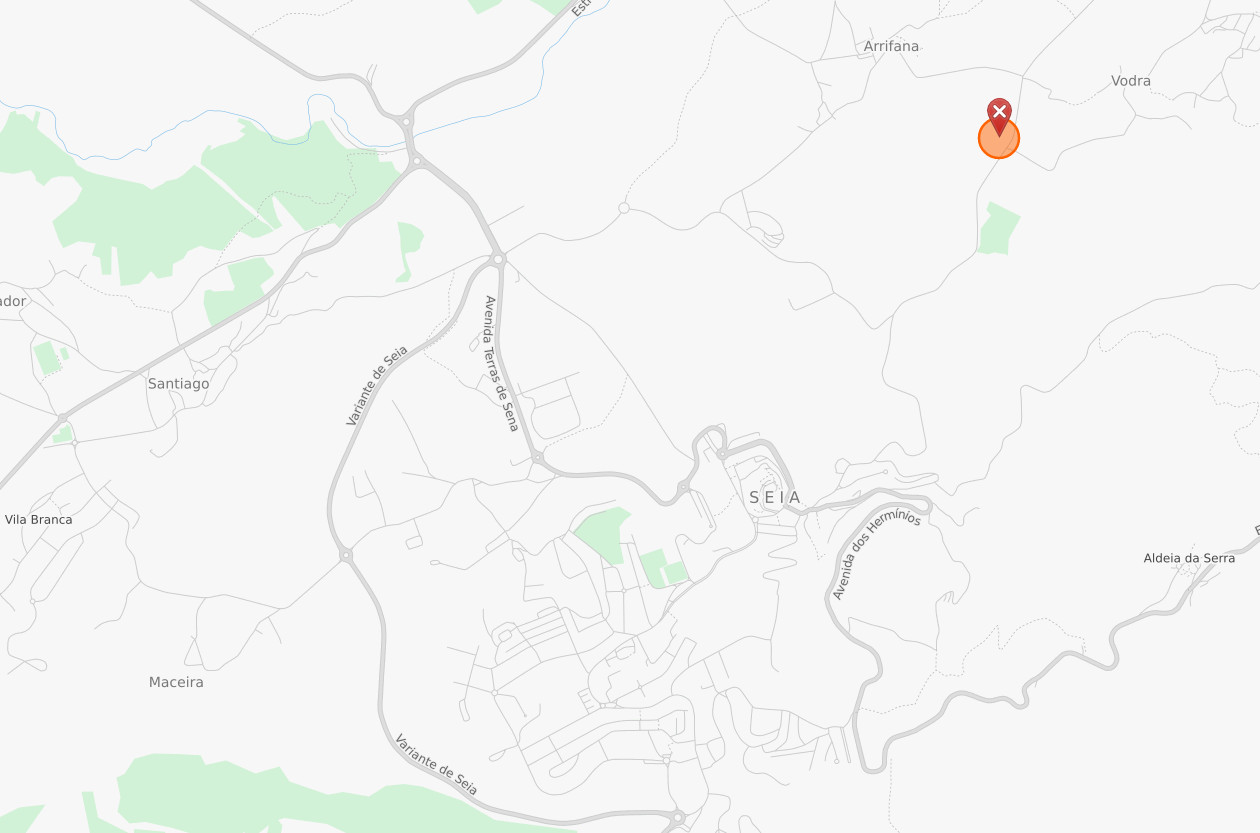 Arrifana
Vodra
Avenida Terras de Sena
Variante de Seia
Santiago
SEIA
Vila Branca
Avenida dos Hermínios
Aldeia da Serra
Maceira
Variante de Seia